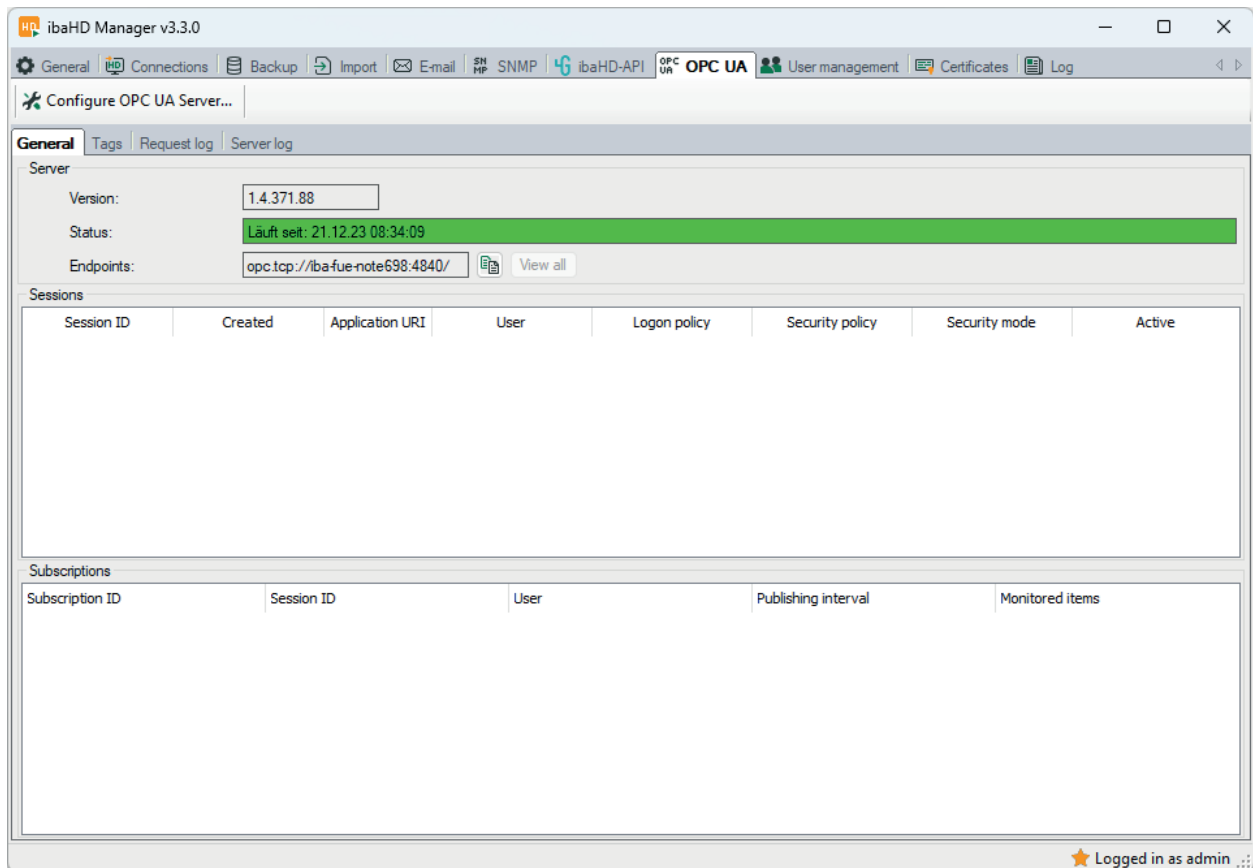 ibaHD Manager v3.3.0
General Connections Backup Import E-mail SNMP ibaHD-API OPC UA User management Certificates Log
Configure OPC UA Server...
General Tags Request log Server log
Server
Version: 1.4.371.88
Status: Läuft seit: 21.12.23 08:34:09
Endpoints: opc.tcp://iba-fue-note698:4840/ View all
Sessions
Session ID Created Application URI User Logon policy Security policy Security mode Active
Subscriptions
Subscription ID Session ID User Publishing interval Monitored items
Logged in as admin